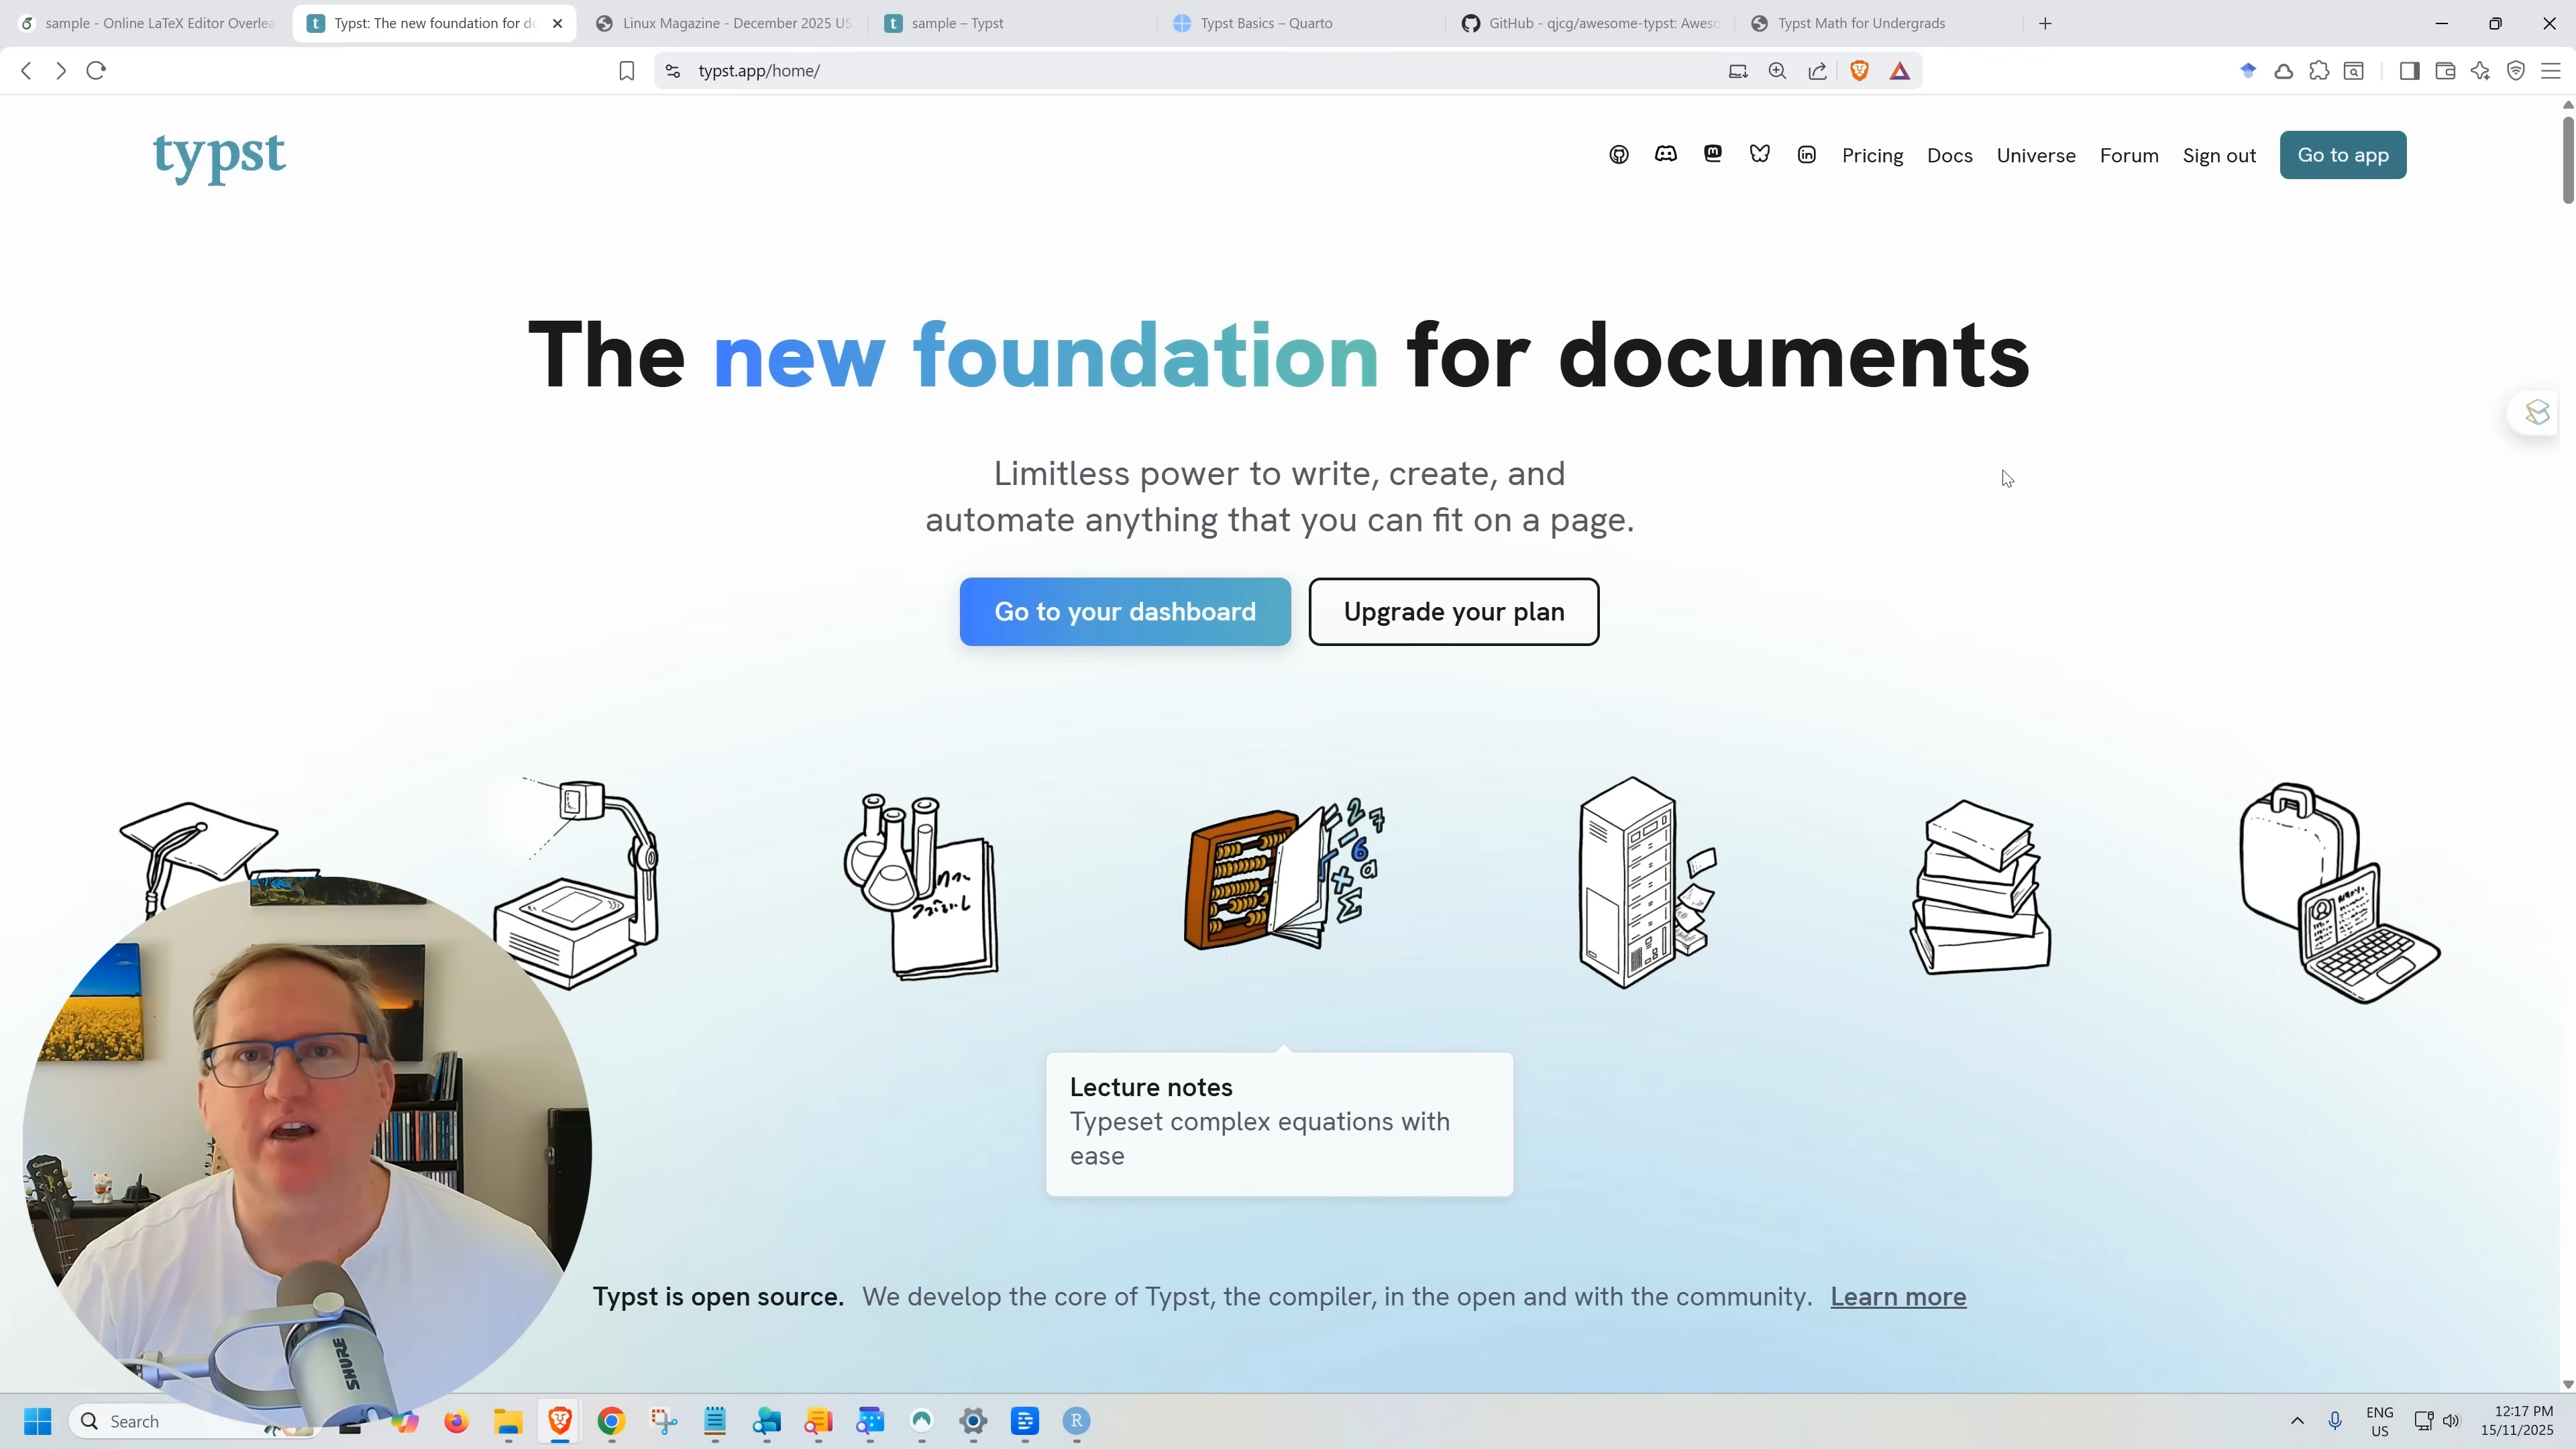 sample - Online LaTeX Editor Overlea
Typst: The new foundation for do
Linux Magazine - December 2025 US
sample – Typst
Typst Basics – Quarto
GitHub - qjcg/awesome-typst: Aweso
Typst Math for Undergrads
typst.app/home/
typst
Pricing
Docs
Universe
Forum
Sign out
Go to app
The new foundation for documents
Limitless power to write, create, and
automate anything that you can fit on a page.
Go to your dashboard
Upgrade your plan
Lecture notes
Typeset complex equations with
ease
Typst is open source. We develop the core of Typst, the compiler, in the open and with the community. Learn more
SHURE
Search
ENG
US
12:17 PM
15/11/2025